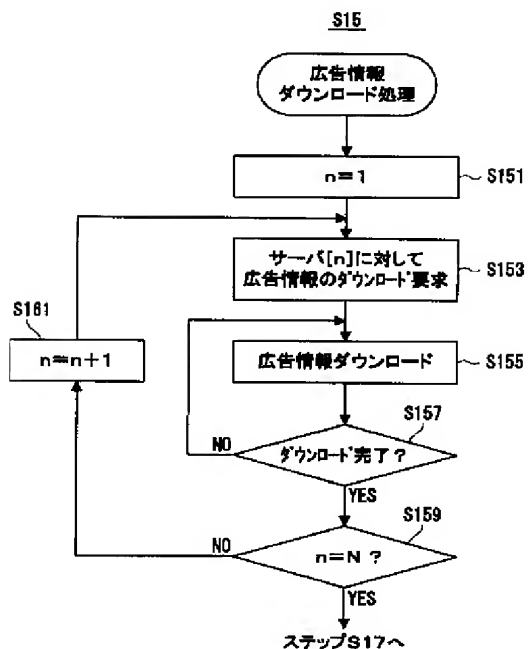 S15
広告情報
ダウンロード処理
n=1
S151
サーバ[n]に対して
広告情報のダウンロード要求
S153
S161
n=n+1
広告情報ダウンロード
S155
S157
ダウンロード完了？
NO
YES
S159
n=N？
NO
YES
ステップS17へ